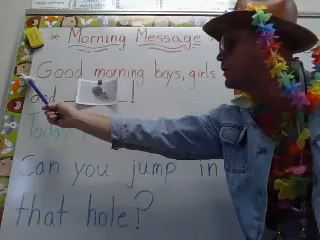 * Morning Message *
Good morning boys, girls
and !
Today
Can you jump in
that hole?